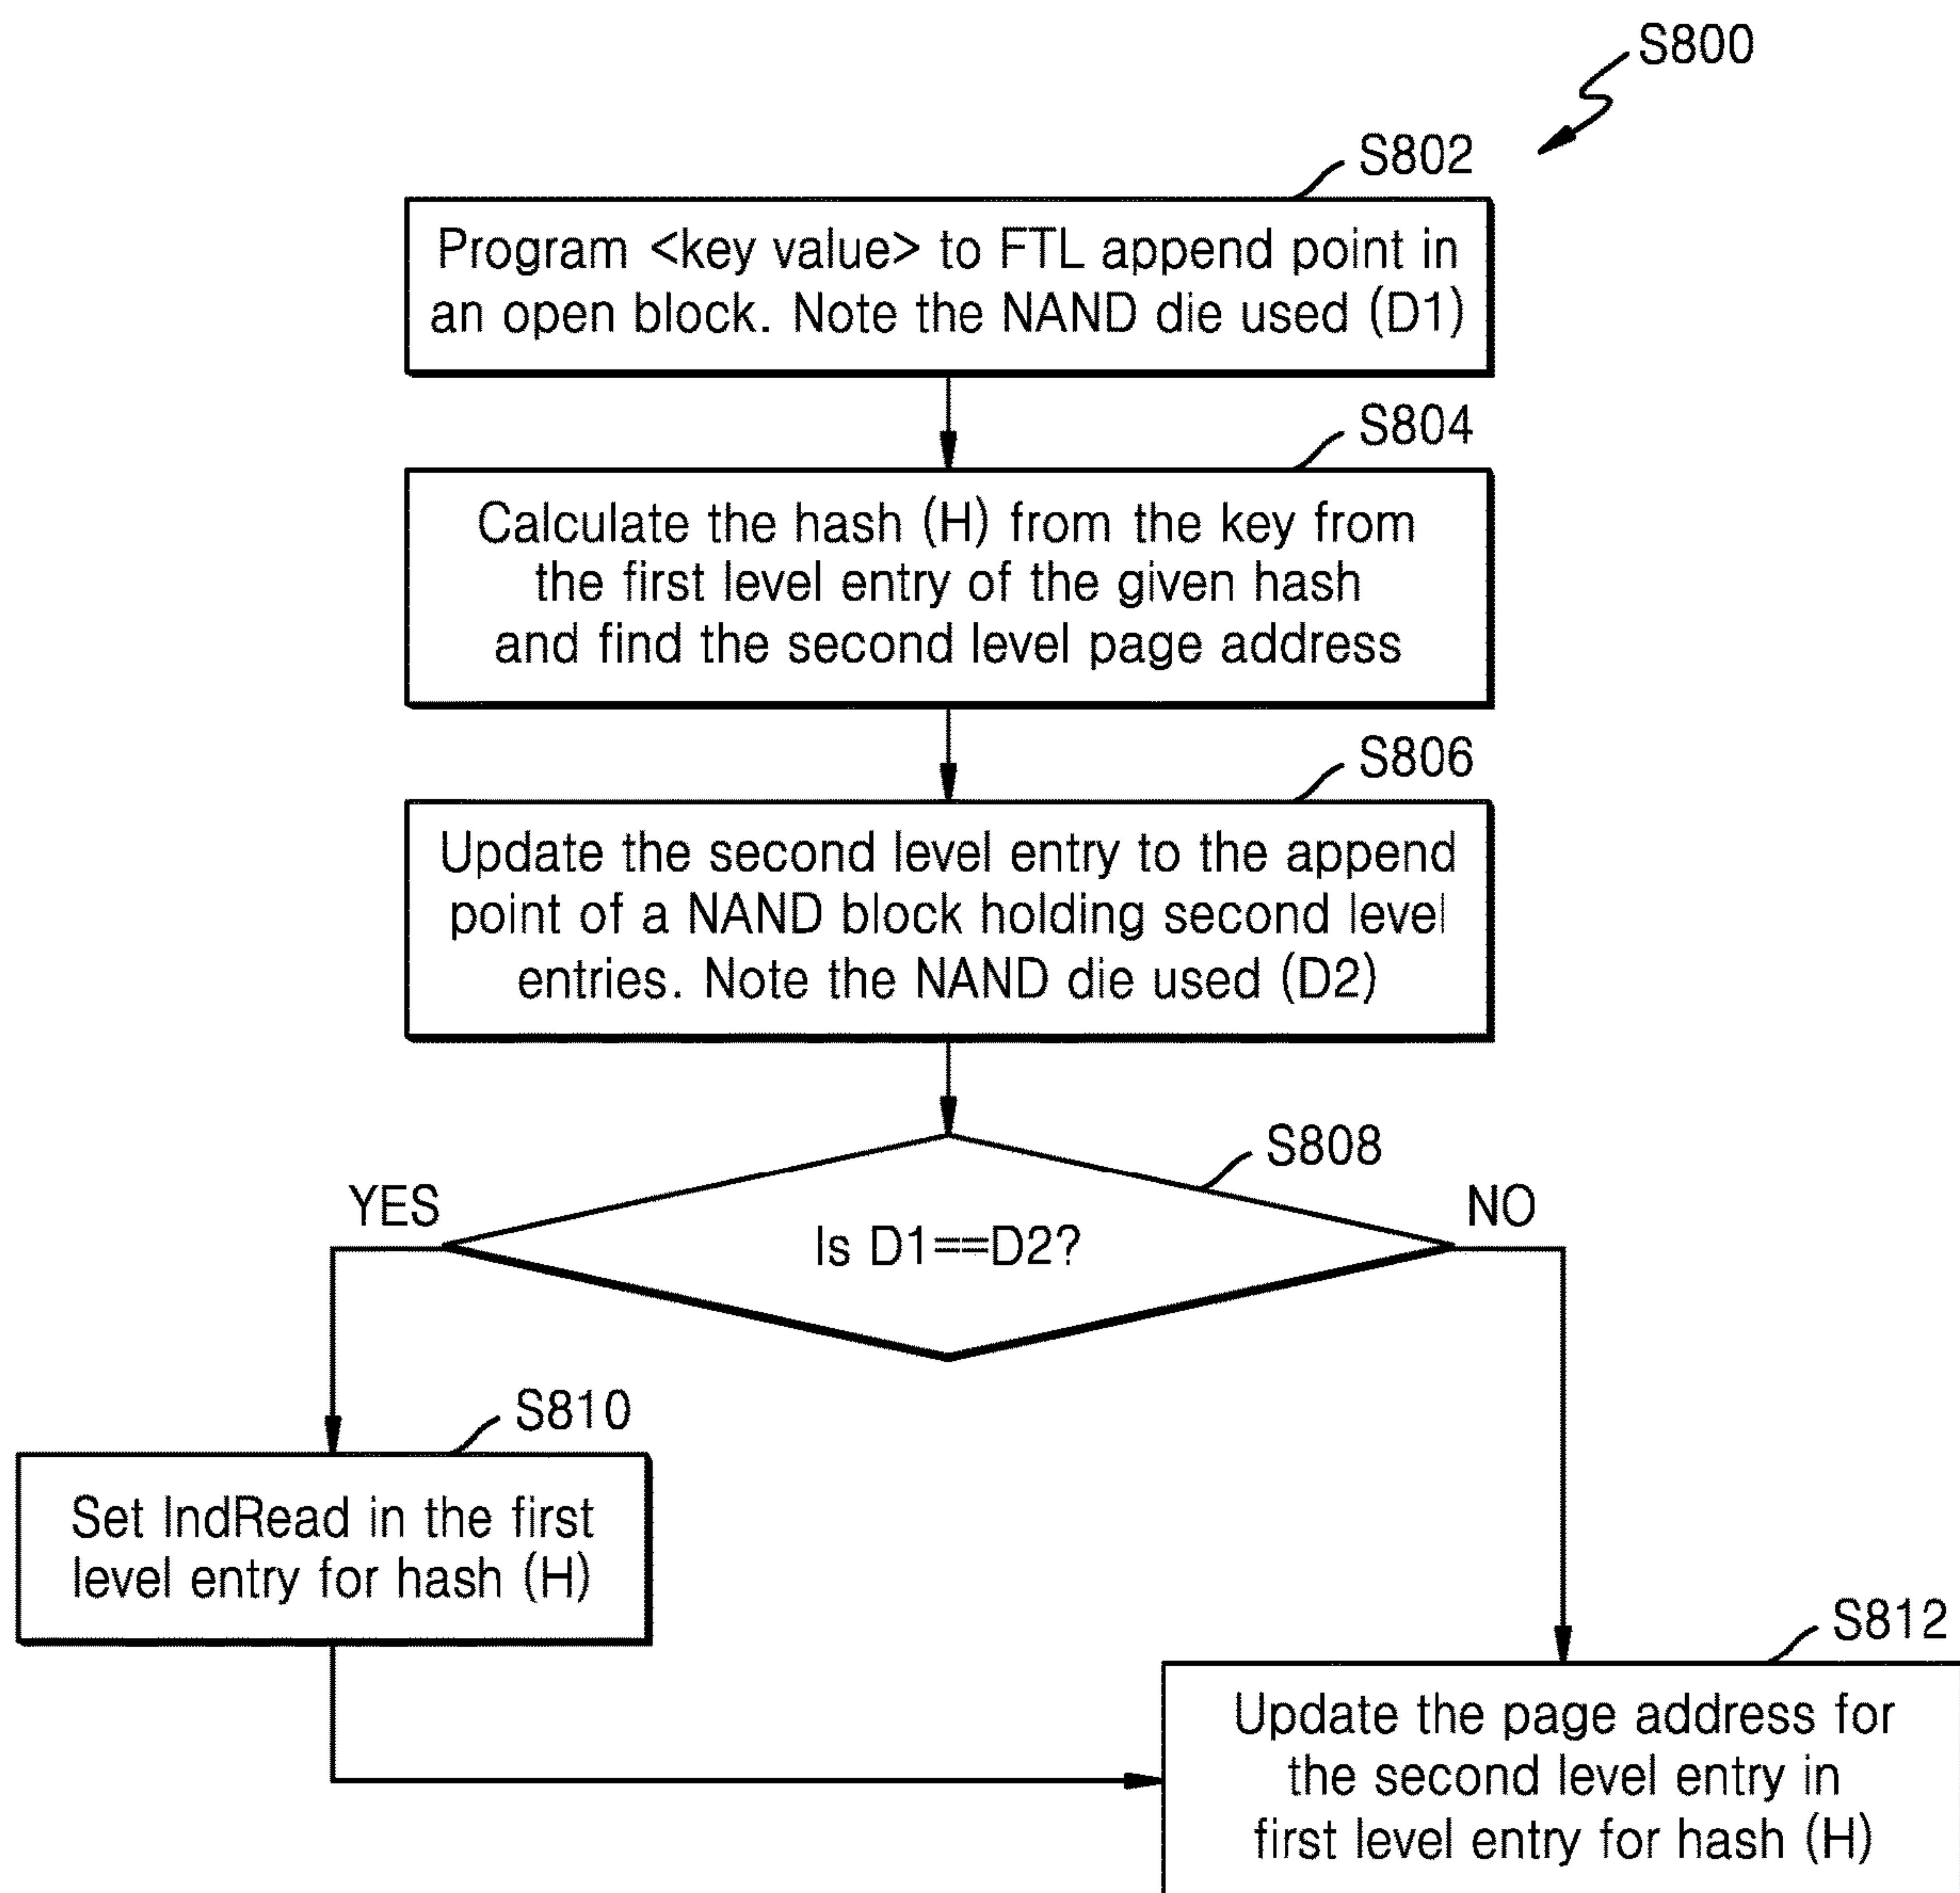 S800
S802
Program <key value> to FTL append point in
an open block. Note the NAND die used (D1)
S804
Calculate the hash (H) from the key from
the first level entry of the given hash
and find the second level page address
S806
Update the second level entry to the append
point of a NAND block holding second level
entries. Note the NAND die used (D2)
S808
YES
NO
Is D1==D2?
S810
Set IndRead in the first
level entry for hash (H)
S812
Update the page address for
the second level entry in
first level entry for hash (H)